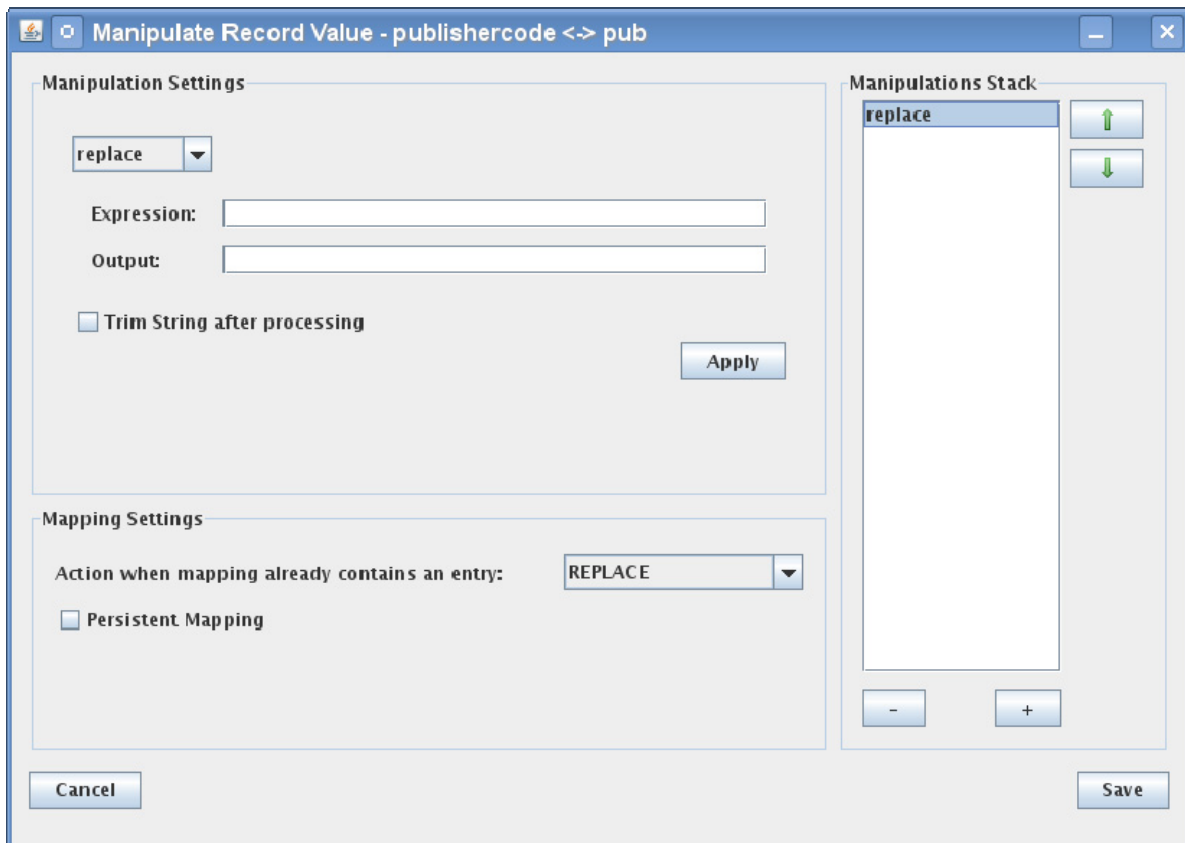 Manipulate Record Value - publishercode <-> pub
Manipulation Settings
replace
Expression:
Output:
Trim String after processing
Apply
Mapping Settings
Action when mapping already contains an entry:
REPLACE
Persistent Mapping
Manipulations Stack
replace
-
+
Cancel
Save